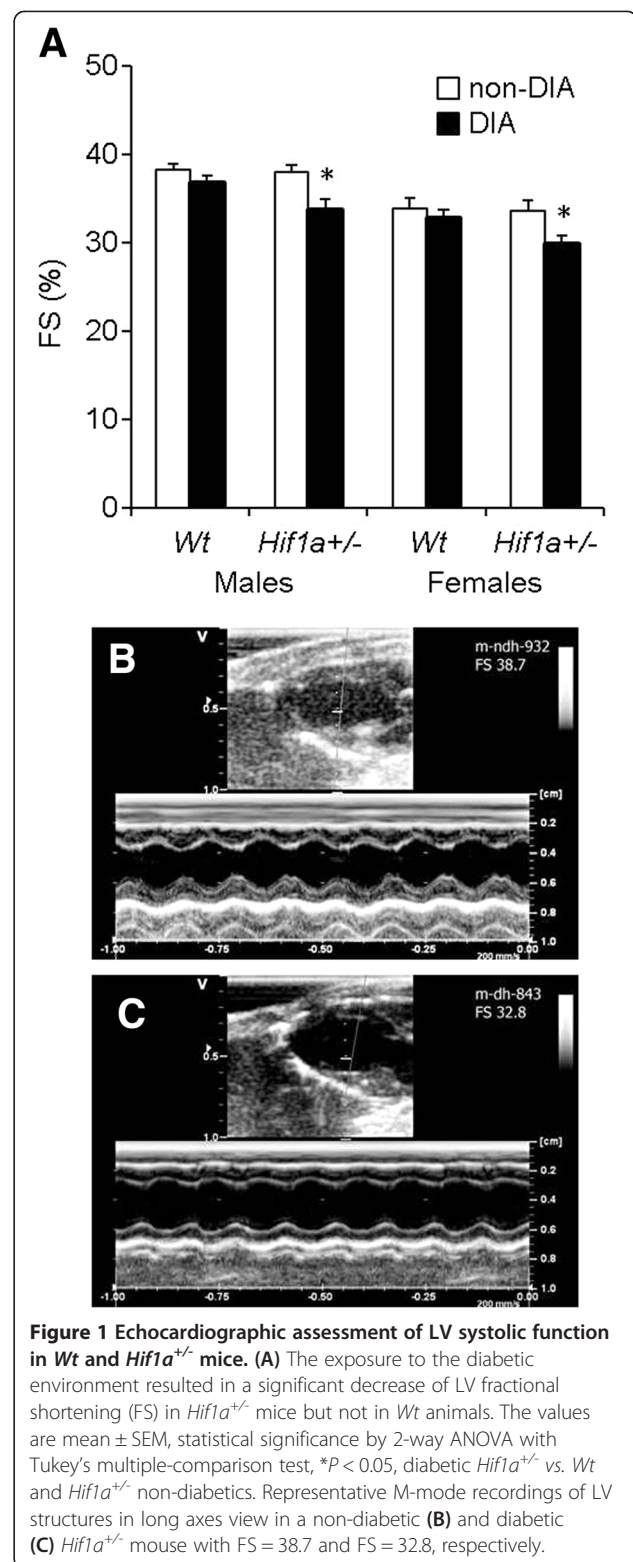 A
50
40
30
20
10
0
FS (%)
non-DIA
DIA
*
*
Wt Hif1a+/- Wt Hif1a+/-
Males Females
B
V
m-ndh-932
FS 38.7
0.5
1.0
[cm]
0.2
0.4
0.6
0.8
1.0
-1.00 -0.75 -0.50 -0.25 0.00
200 mm/s
C
V
m-dh-843
FS 32.8
0.5
1.0
[cm]
0.2
0.4
0.6
0.8
1.0
-1.00 -0.75 -0.50 -0.25 0.00
200 mm/s
Figure 1 Echocardiographic assessment of LV systolic function
in Wt and Hif1a+/- mice. (A) The exposure to the diabetic
environment resulted in a significant decrease of LV fractional
shortening (FS) in Hif1a+/- mice but not in Wt animals. The values
are mean ± SEM, statistical significance by 2-way ANOVA with
Tukey's multiple-comparison test, *P < 0.05, diabetic Hif1a+/- vs. Wt
and Hif1a+/- non-diabetics. Representative M-mode recordings of LV
structures in long axes view in a non-diabetic (B) and diabetic
(C) Hif1a+/- mouse with FS = 38.7 and FS = 32.8, respectively.